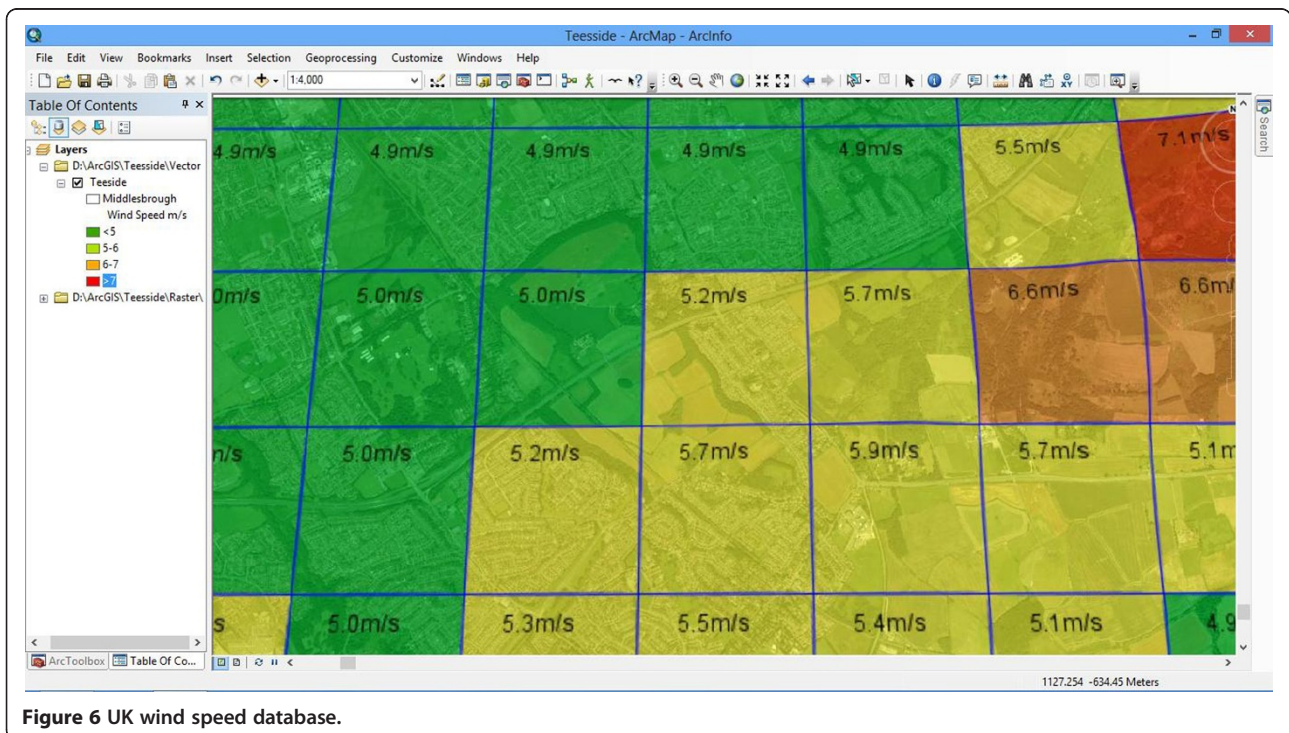 Teesside - ArcMap - ArcInfo
File Edit View Bookmarks Insert Selection Geoprocessing Customize Windows Help
1:4,000
Table Of Contents
Layers
D:\ArcGIS\Teesside\Vector
Teeside
Middlesbrough
Wind Speed m/s
<5
5-6
6-7
>7
D:\ArcGIS\Teesside\Raster\
Search
N
4.9m/s 4.9m/s 4.9m/s 4.9m/s 4.9m/s 5.5m/s 7.1m/s
0m/s 5.0m/s 5.0m/s 5.2m/s 5.7m/s 6.6m/s 6.6m/
n/s 5.0m/s 5.2m/s 5.7m/s 5.9m/s 5.7m/s 5.1m
s 5.0m/s 5.3m/s 5.5m/s 5.4m/s 5.1m/s 4.9
ArcToolbox Table Of Co...
1127.254 -634.45 Meters
Figure 6 UK wind speed database.